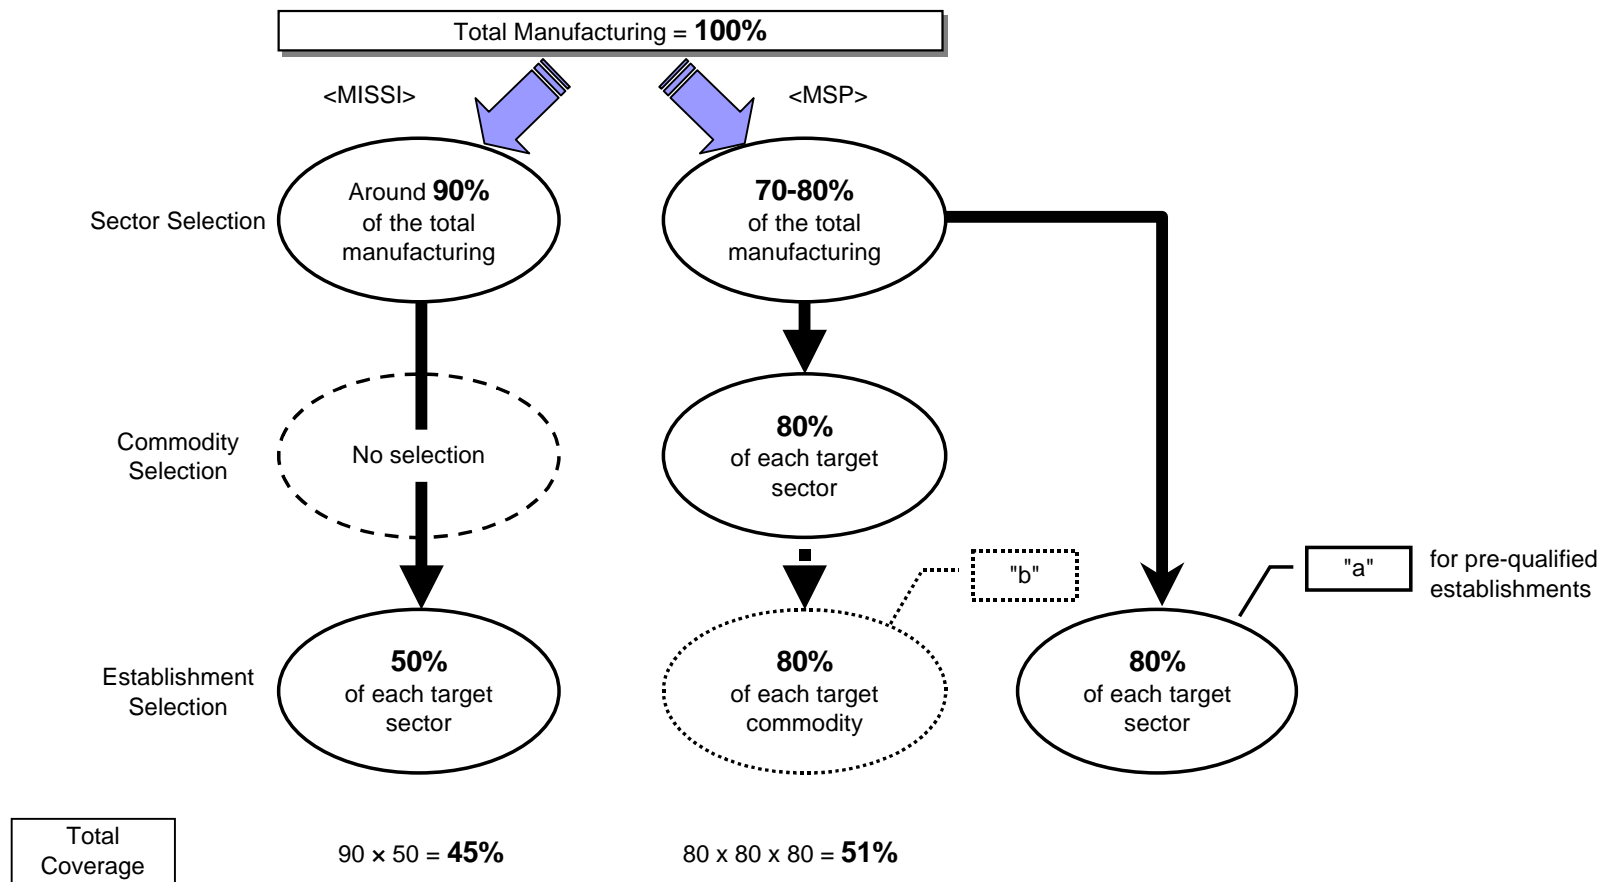 Total Manufacturing = 100%
<MISSI>
<MSP>
Sector Selection
Around 90%
of the total
manufacturing
70-80%
of the total
manufacturing
Commodity
Selection
No selection
80%
of each target
sector
"b"
"a"
for pre-qualified
establishments
Establishment
Selection
50%
of each target
sector
80%
of each target
commodity
80%
of each target
sector
Total
Coverage
90 × 50 = 45%
80 x 80 x 80 = 51%